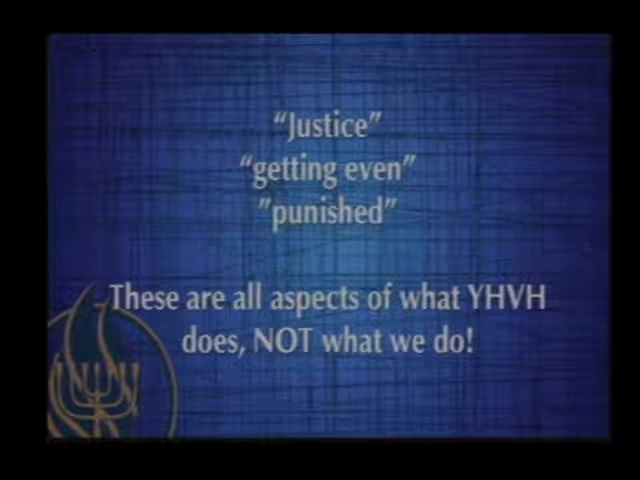 “Justice”
“getting even”
”punished”
These are all aspects of what YHVH
does, NOT what we do!